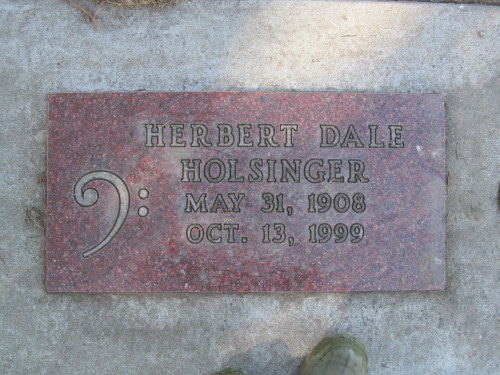 HERBERT DALE
HOLSINGER
MAY 31, 1908
OCT. 13, 1999